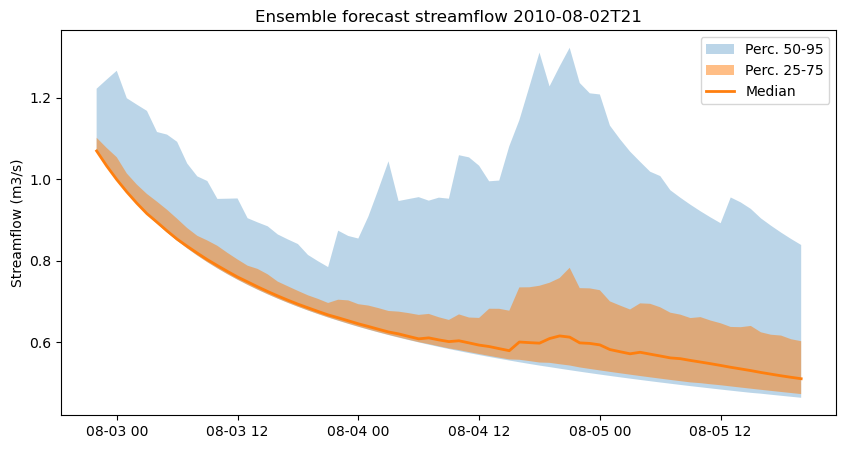 Ensemble forecast streamflow 2010-08-02T21
Perc. 50-95
Perc. 25-75
Median
Streamflow (m3/s)
1.2
1.0
0.8
0.6
08-03 00
08-03 12
08-04 00
08-04 12
08-05 00
08-05 12